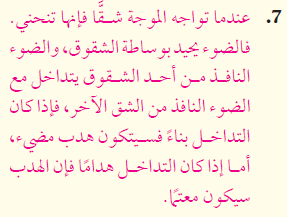 7. عندما تواجه الموجة شقًّا فإنها تنحني.
فالضوء يحيد بوساطة الشقوق، والضوء
النافذ من أحد الشقوق يتداخل مع
الضوء النافذ من الشق الآخر، فإذا كان
التداخل بناءً فسيتكون هدب مضيء،
أما إذا كان التداخل هدامًا فإن الهدب
سيكون معتمًا.